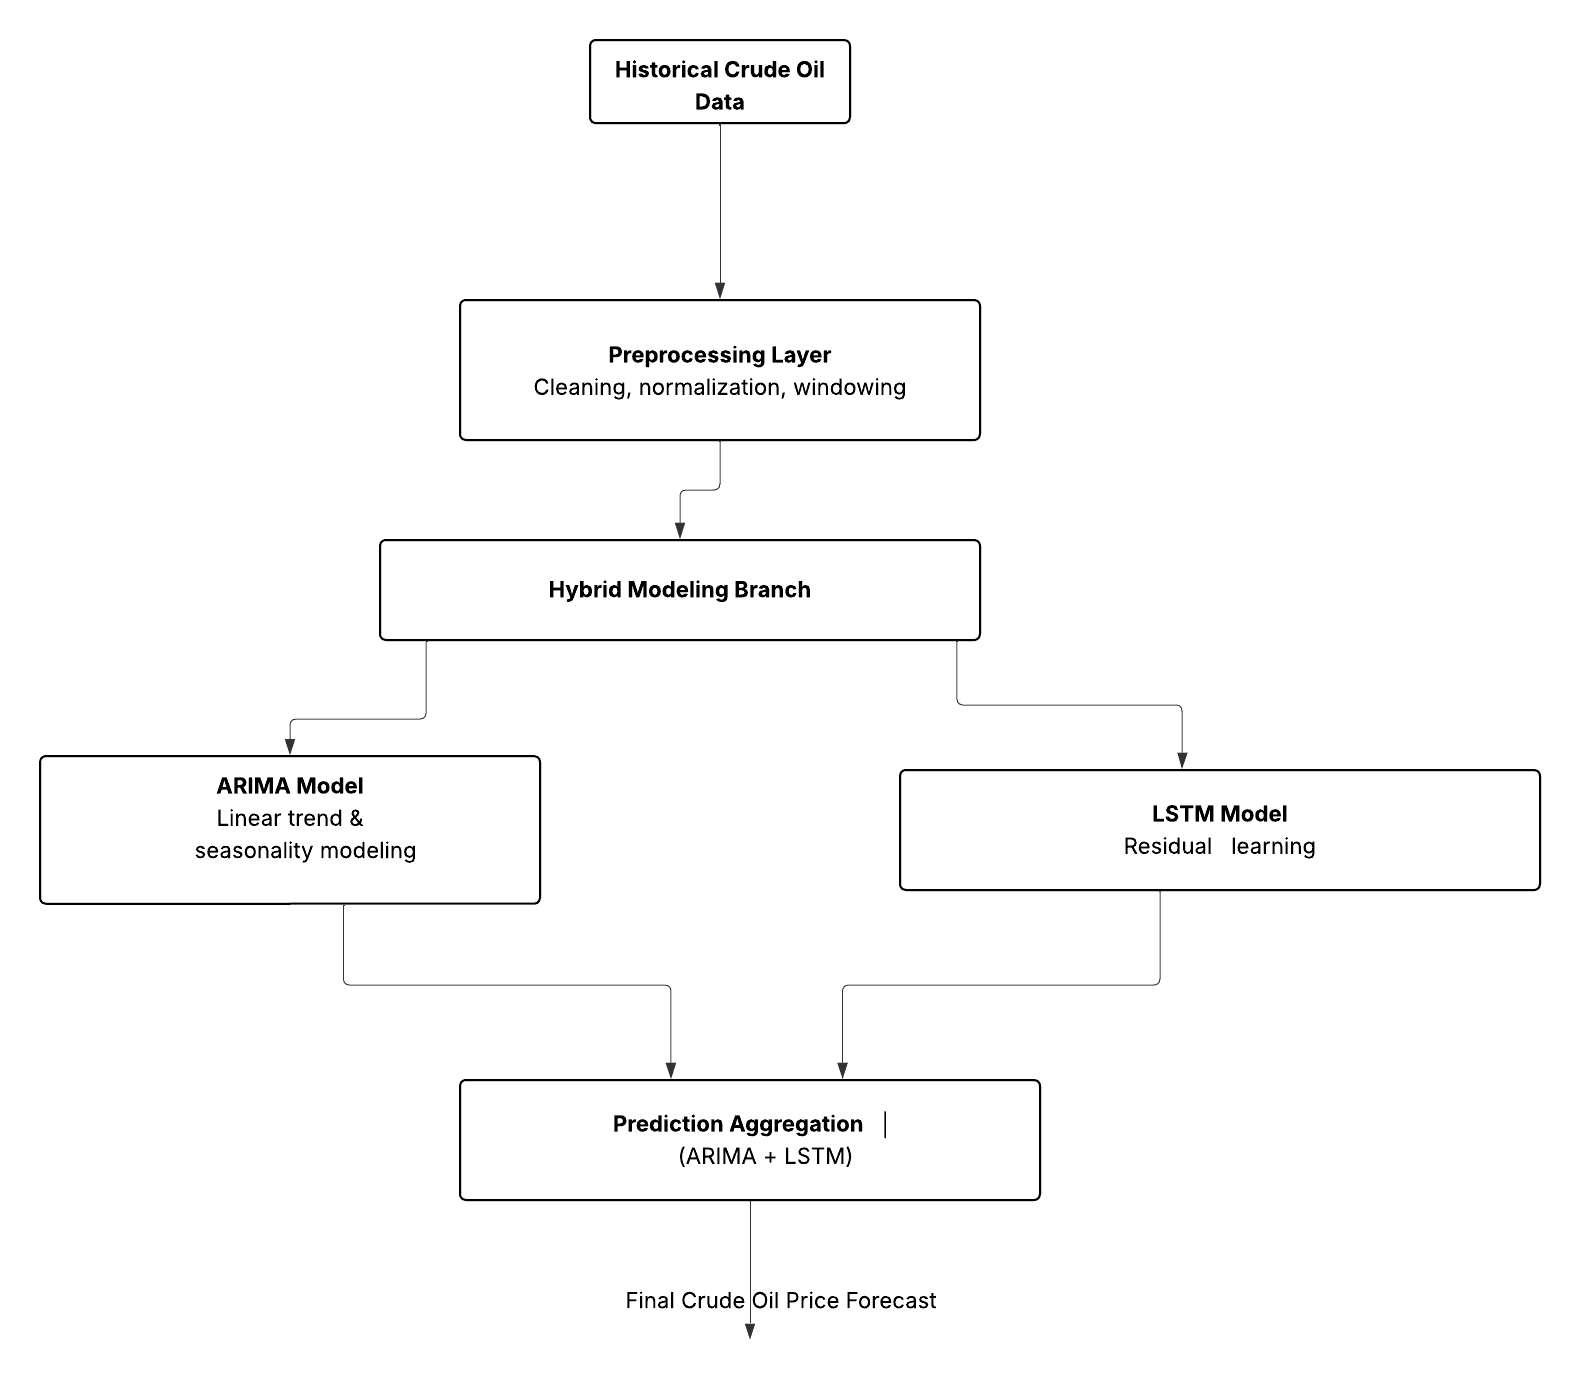 Historical Crude Oil
Data
Preprocessing Layer
Cleaning, normalization, windowing
Hybrid Modeling Branch
ARIMA Model
Linear trend &
seasonality modeling
LSTM Model
Residual learning
Prediction Aggregation |
(ARIMA + LSTM)
Final Crude Oil Price Forecast